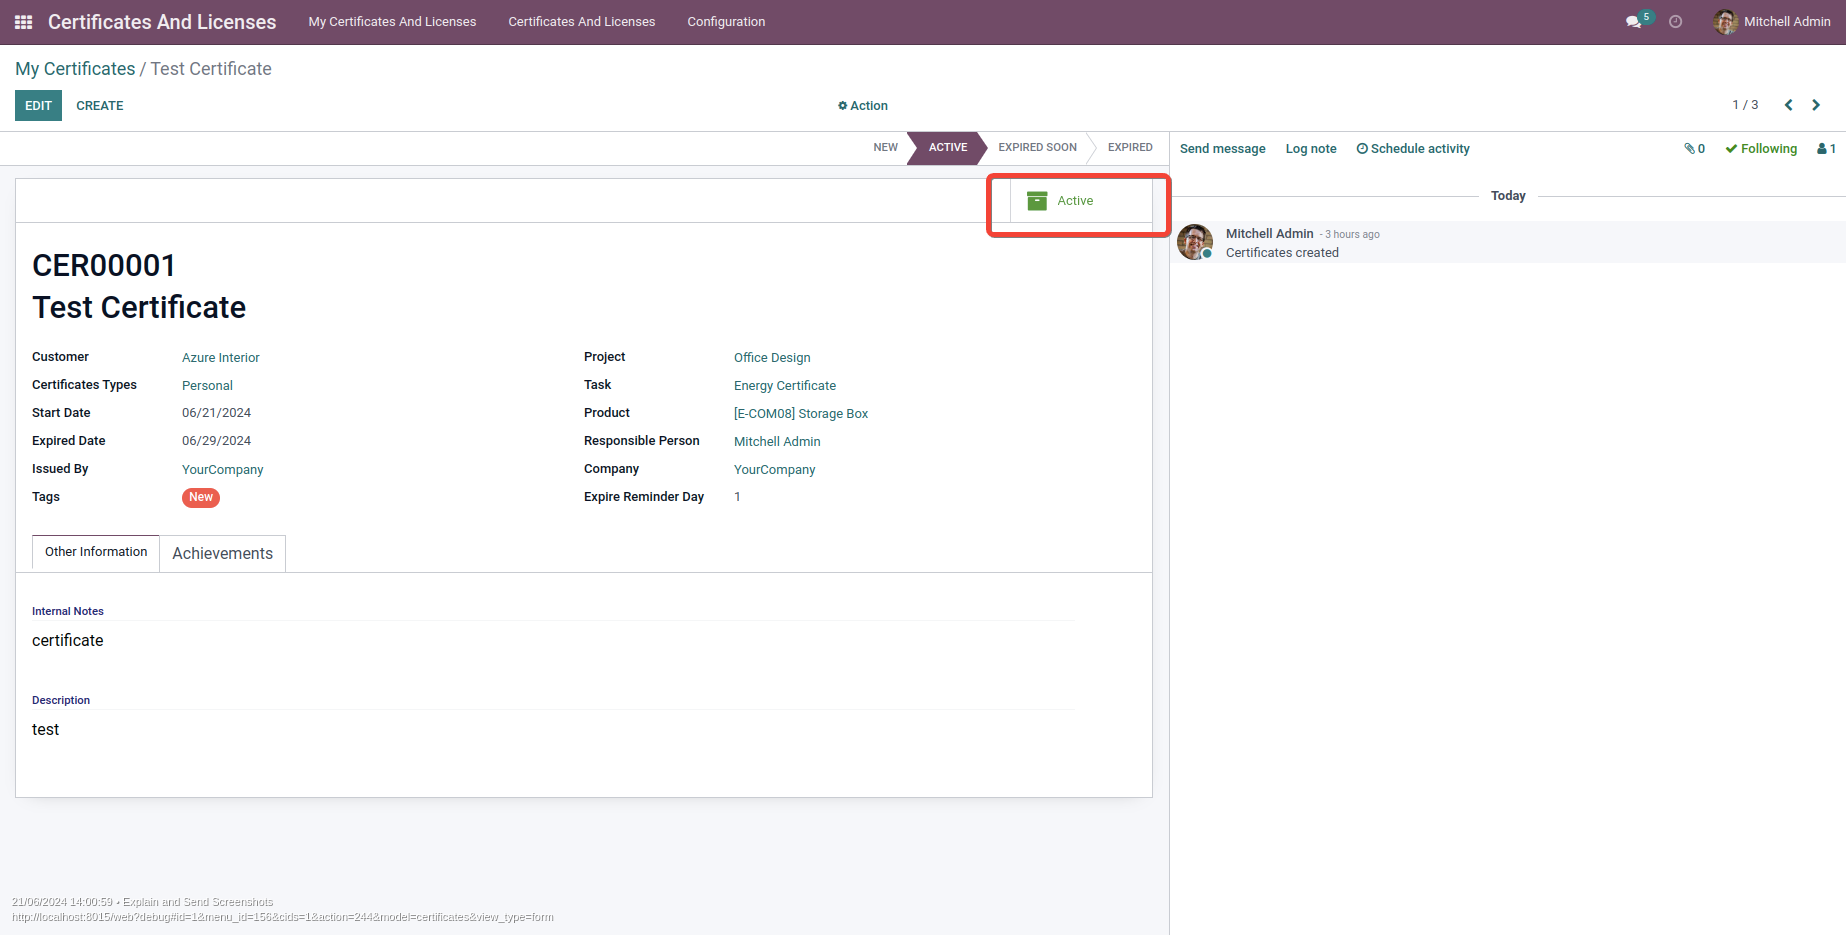 Certificates And Licenses My Certificates And Licenses Certificates And Licenses Configuration 5 Mitchell Admin
My Certificates / Test Certificate
EDIT CREATE Action 1 / 3
NEW ACTIVE EXPIRED SOON EXPIRED Send message Log note Schedule activity 0 Following 1
Active
Today
Mitchell Admin - 3 hours ago
Certificates created
CER00001
Test Certificate
Customer Azure Interior Project Office Design
Certificates Types Personal Task Energy Certificate
Start Date 06/21/2024 Product [E-COM08] Storage Box
Expired Date 06/29/2024 Responsible Person Mitchell Admin
Issued By YourCompany Company YourCompany
Tags New Expire Reminder Day 1
Other Information Achievements
Internal Notes
certificate
Description
test
21/06/2024 14:00:59 • Explain and Send Screenshots
http://localhost:8015/web?debug#id=1&menu_id=156&cids=1&action=244&model=certificates&view_type=form